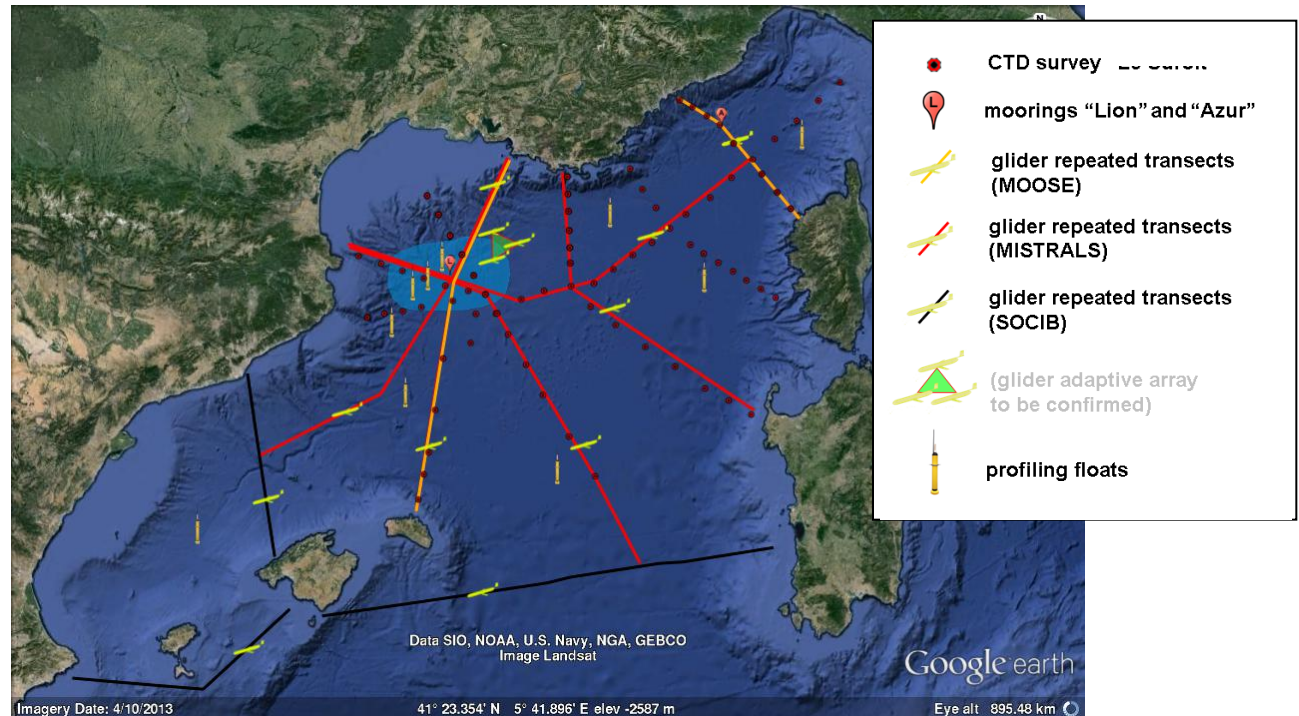 N
CTD survey
moorings "Lion" and "Azur"
glider repeated transects
(MOOSE)
glider repeated transects
(MISTRALS)
glider repeated transects
(SOCIB)
(glider adaptive array
to be confirmed)
profiling floats
A
L
L
Data SIO, NOAA, U.S. Navy, NGA, GEBCO
Image Landsat
Google earth
Imagery Date: 4/10/2013
41° 23.354' N 5° 41.896' E elev -2587 m
Eye alt 895.48 km